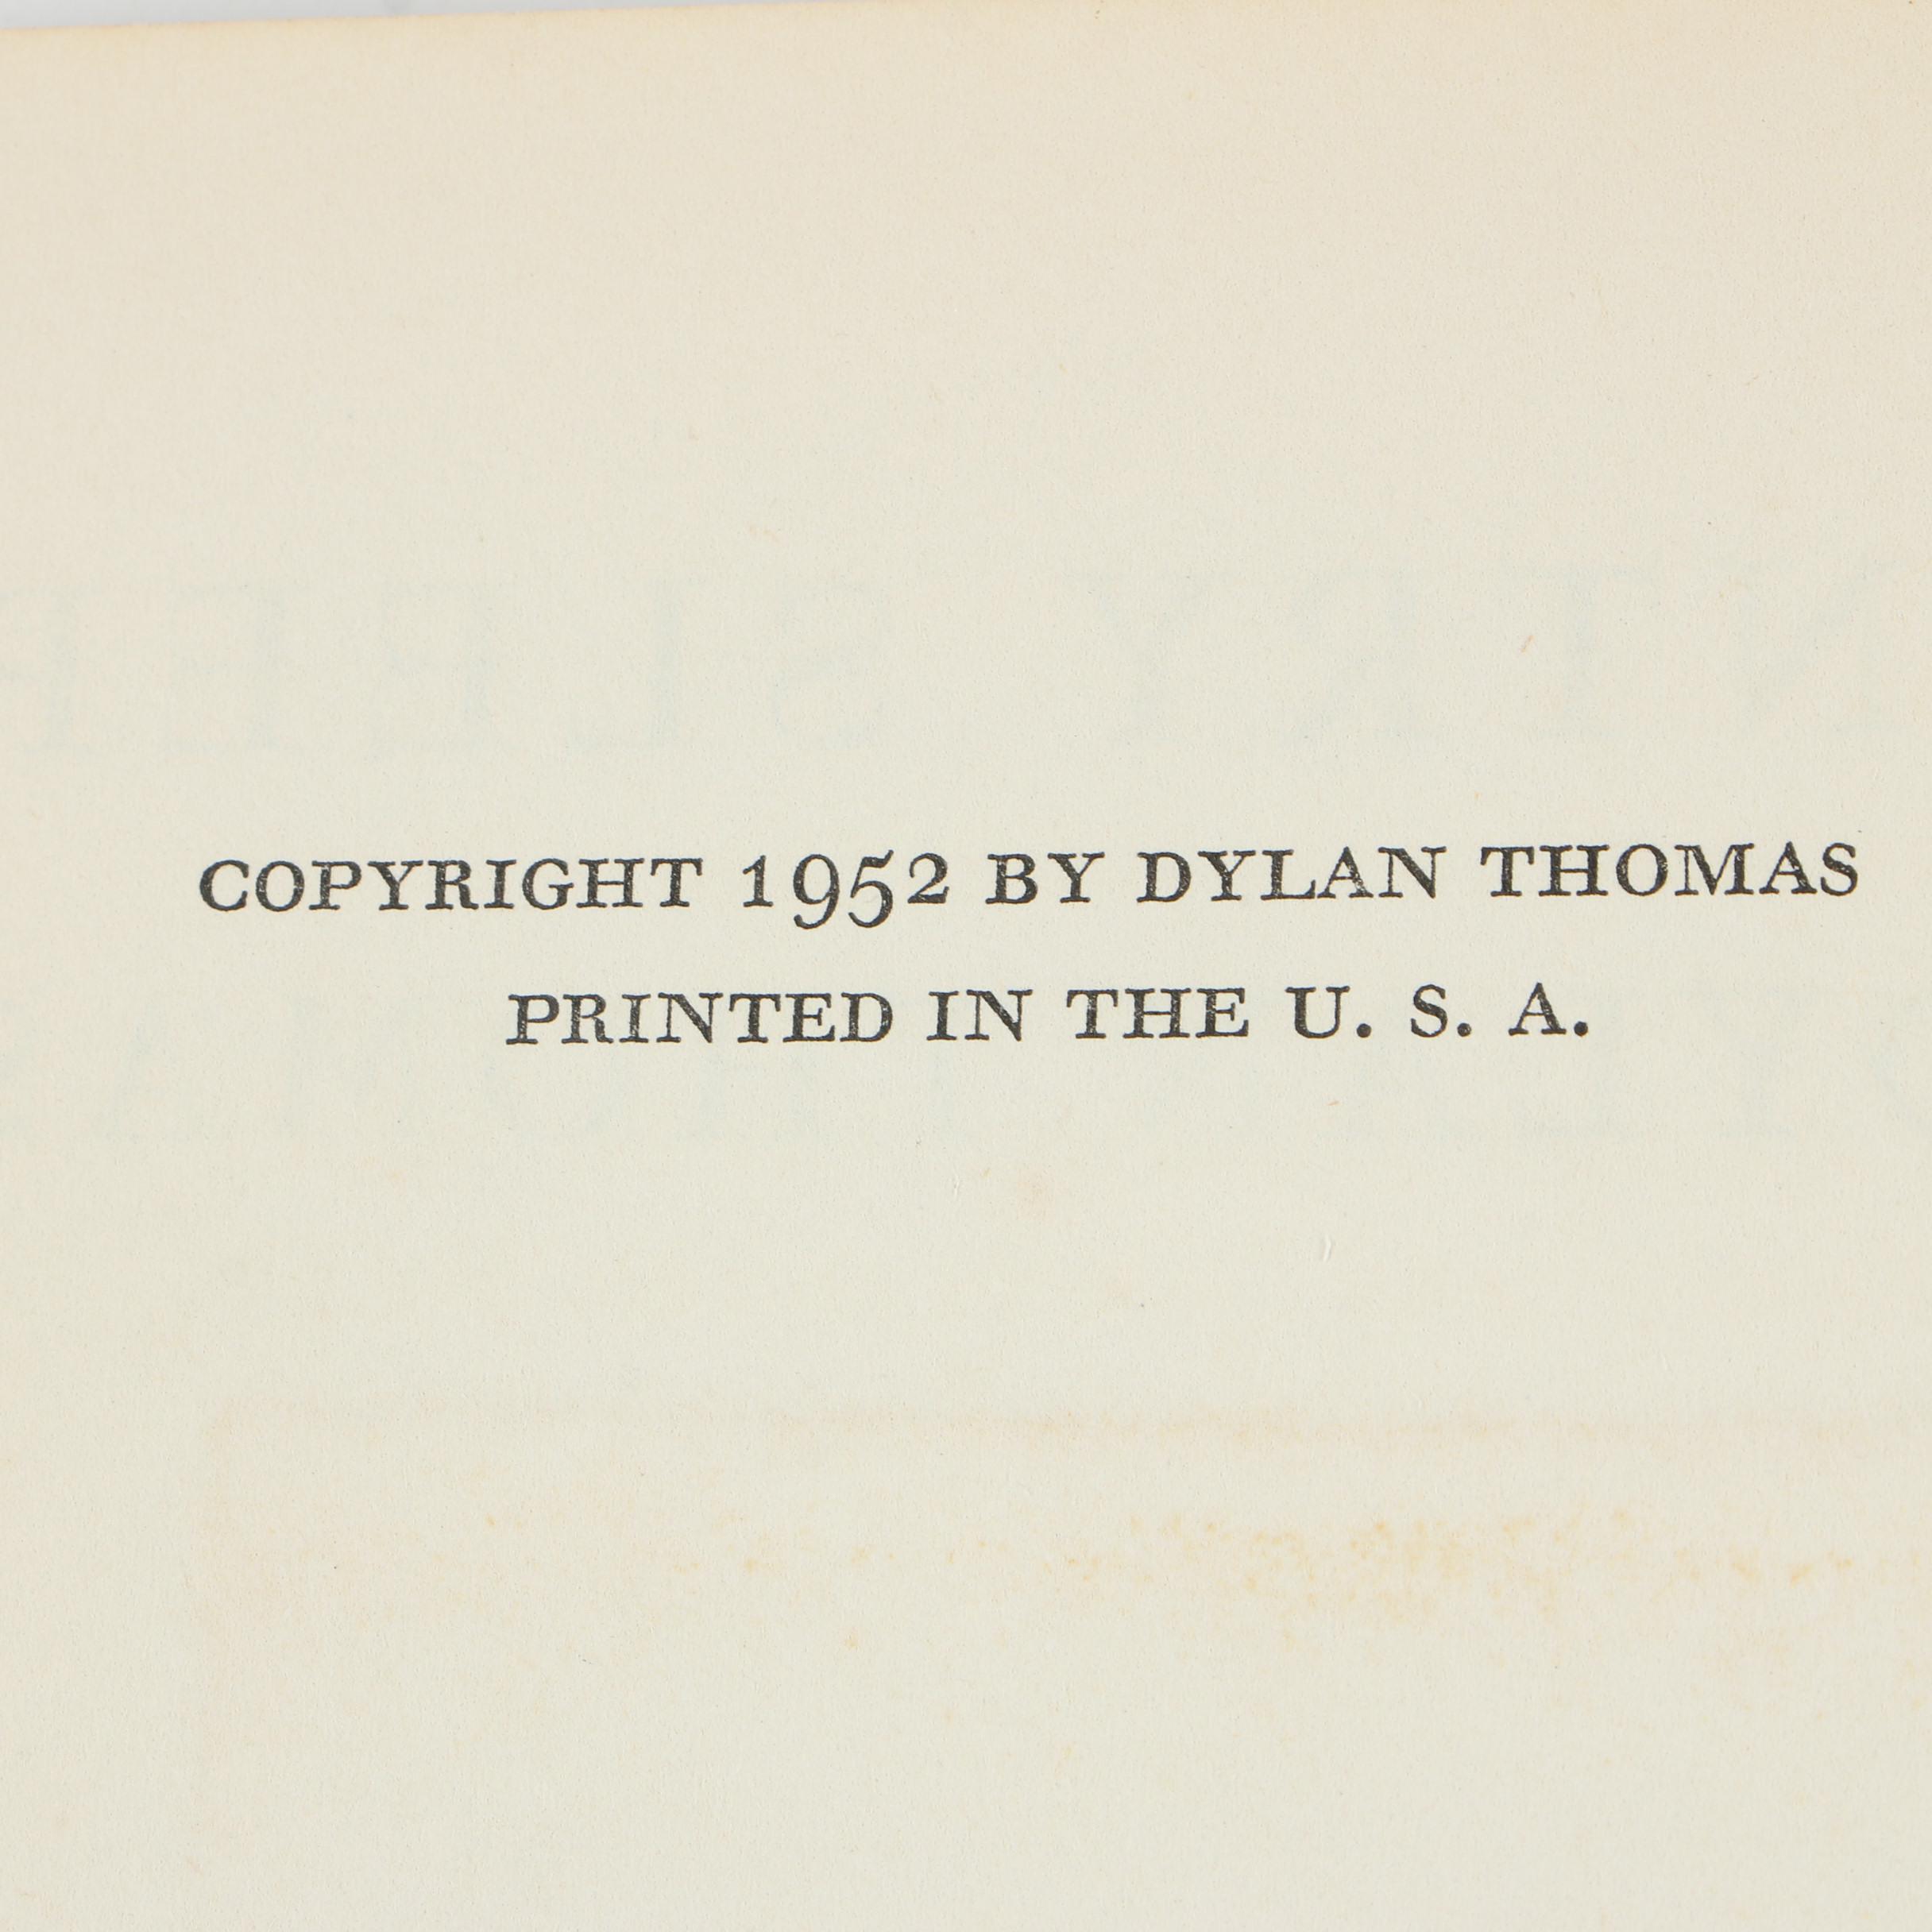 COPYRIGHT 1952 BY DYLAN THOMAS
PRINTED IN THE U. S. A.